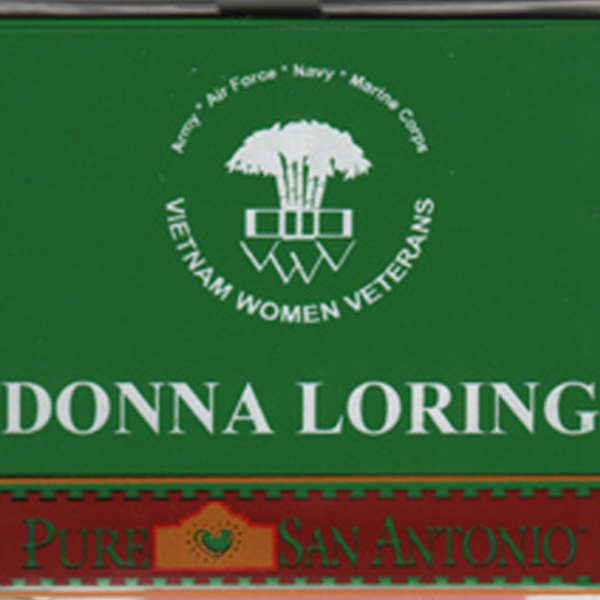 Army * Air Force * Navy * Marine Corps
VWV
VIETNAM WOMEN VETERANS
DONNA LORING
PURE SAN ANTONIO™